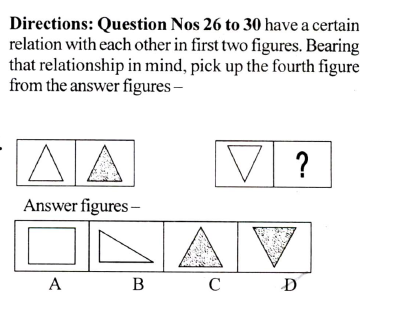 Directions: Question Nos 26 to 30 have a certain
relation with each other in first two figures. Bearing
that relationship in mind, pick up the fourth figure
from the answer figures –
?
Answer figures –
A B C D